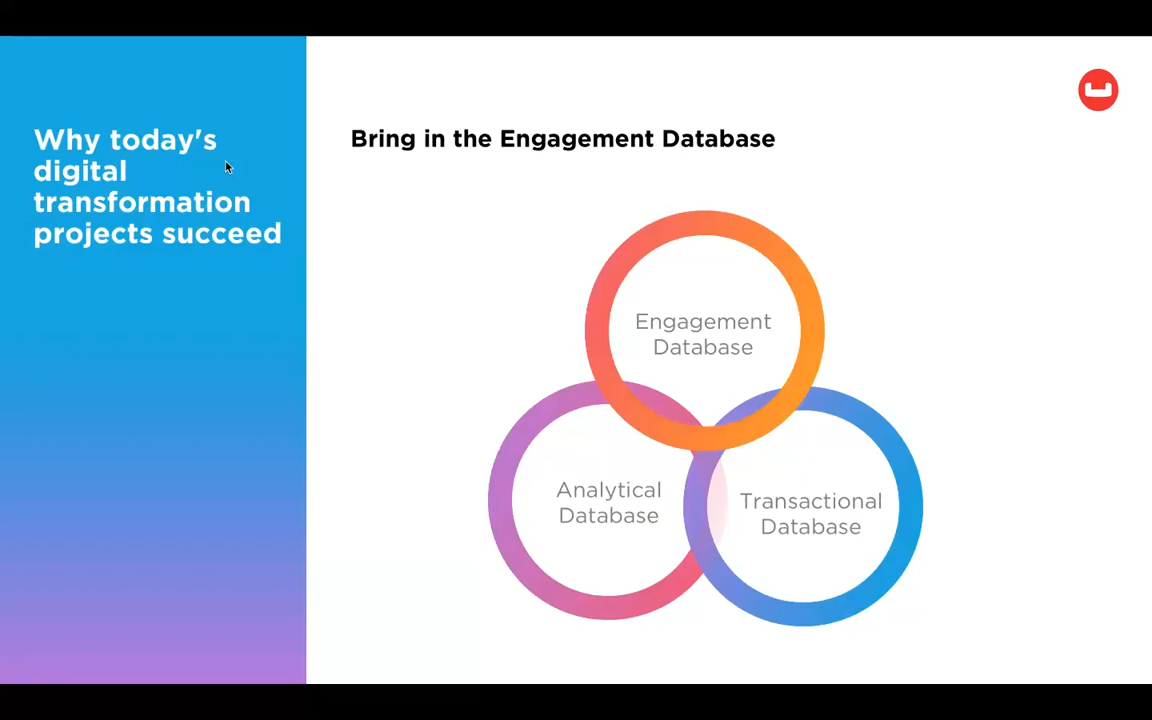 Why today's
digital
transformation
projects succeed
Bring in the Engagement Database
Engagement
Database
Analytical
Database
Transactional
Database